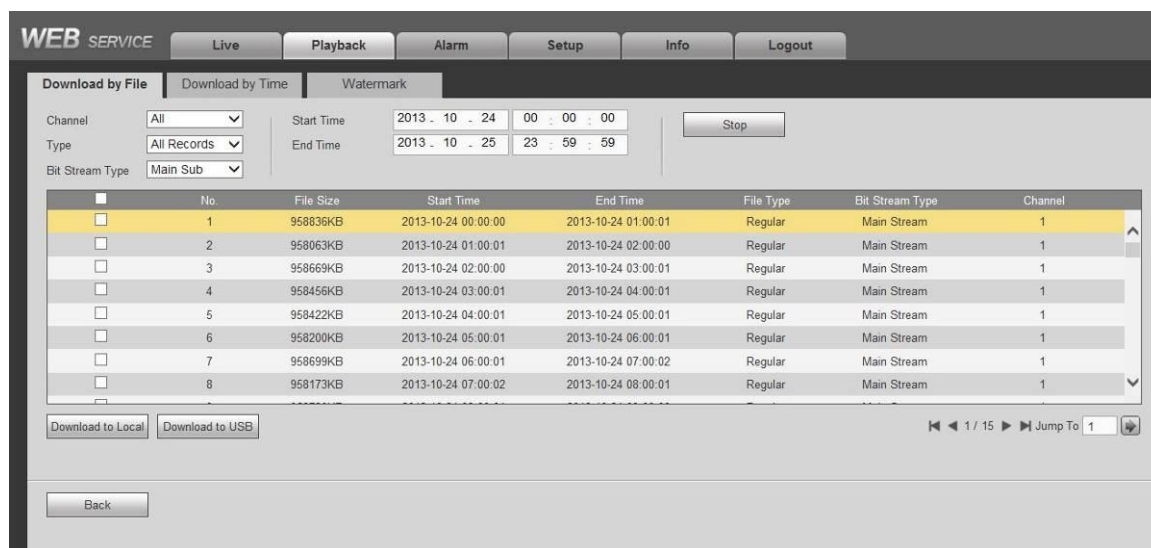 WEB SERVICE Live Playback Alarm Setup Info Logout
Download by File Download by Time Watermark
Channel All Start Time 2013 - 10 - 24 00 : 00 : 00 Stop
Type All Records End Time 2013 - 10 - 25 23 : 59 : 59
Bit Stream Type Main Sub
No. File Size Start Time End Time File Type Bit Stream Type Channel
1 958836KB 2013-10-24 00:00:00 2013-10-24 01:00:01 Regular Main Stream 1
2 958063KB 2013-10-24 01:00:01 2013-10-24 02:00:00 Regular Main Stream 1
3 958669KB 2013-10-24 02:00:00 2013-10-24 03:00:01 Regular Main Stream 1
4 958456KB 2013-10-24 03:00:01 2013-10-24 04:00:01 Regular Main Stream 1
5 958422KB 2013-10-24 04:00:01 2013-10-24 05:00:01 Regular Main Stream 1
6 958200KB 2013-10-24 05:00:01 2013-10-24 06:00:01 Regular Main Stream 1
7 958699KB 2013-10-24 06:00:01 2013-10-24 07:00:02 Regular Main Stream 1
8 958173KB 2013-10-24 07:00:02 2013-10-24 08:00:01 Regular Main Stream 1
Download to Local Download to USB 1 / 15 Jump To 1
Back